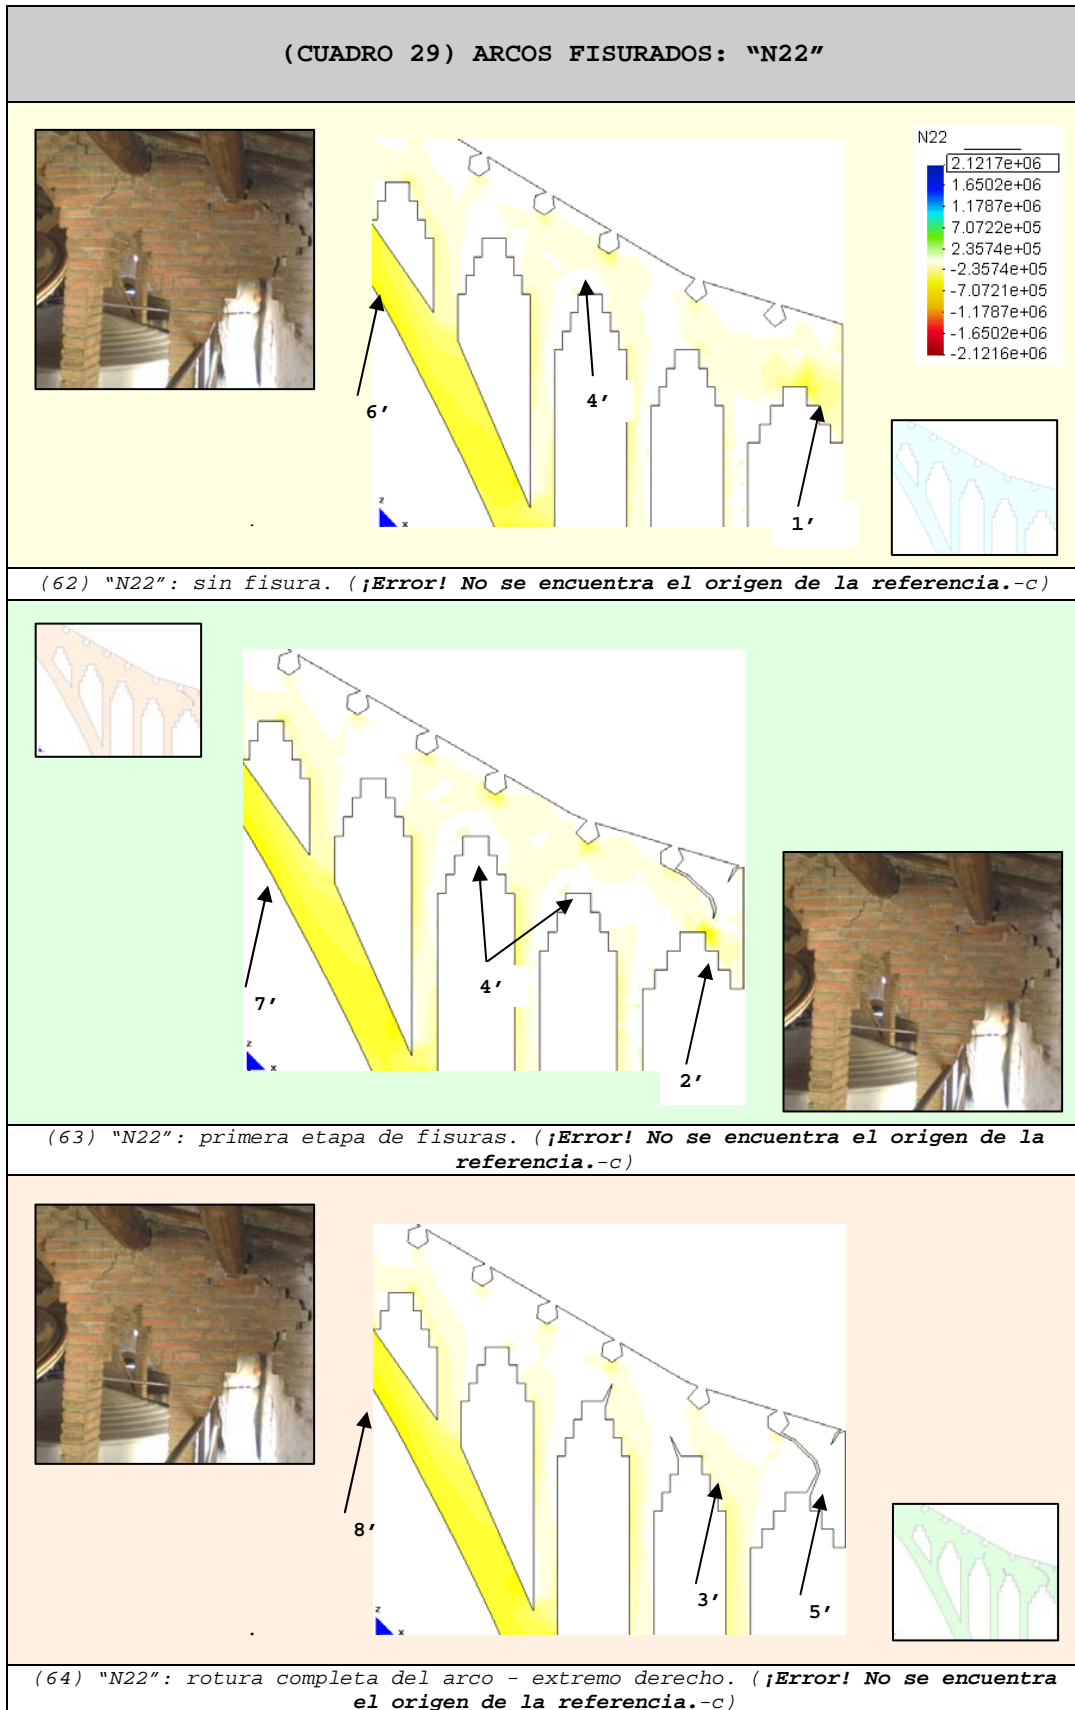 (CUADRO 29) ARCOS FISURADOS: “N22”
N22
2.1217e+06
1.6502e+06
1.1787e+06
7.0722e+05
2.3574e+05
-2.3574e+05
-7.0721e+05
-1.1787e+06
-1.6502e+06
-2.1216e+06
6’
4’
1’
z
x
.
(62) “N22”: sin fisura. (¡Error! No se encuentra el origen de la referencia.-c)
7’
4’
2’
z
x
(63) “N22”: primera etapa de fisuras. (¡Error! No se encuentra el origen de la
referencia.-c)
8’
3’
5’
z
x
.
(64) “N22”: rotura completa del arco – extremo derecho. (¡Error! No se encuentra
el origen de la referencia.-c)